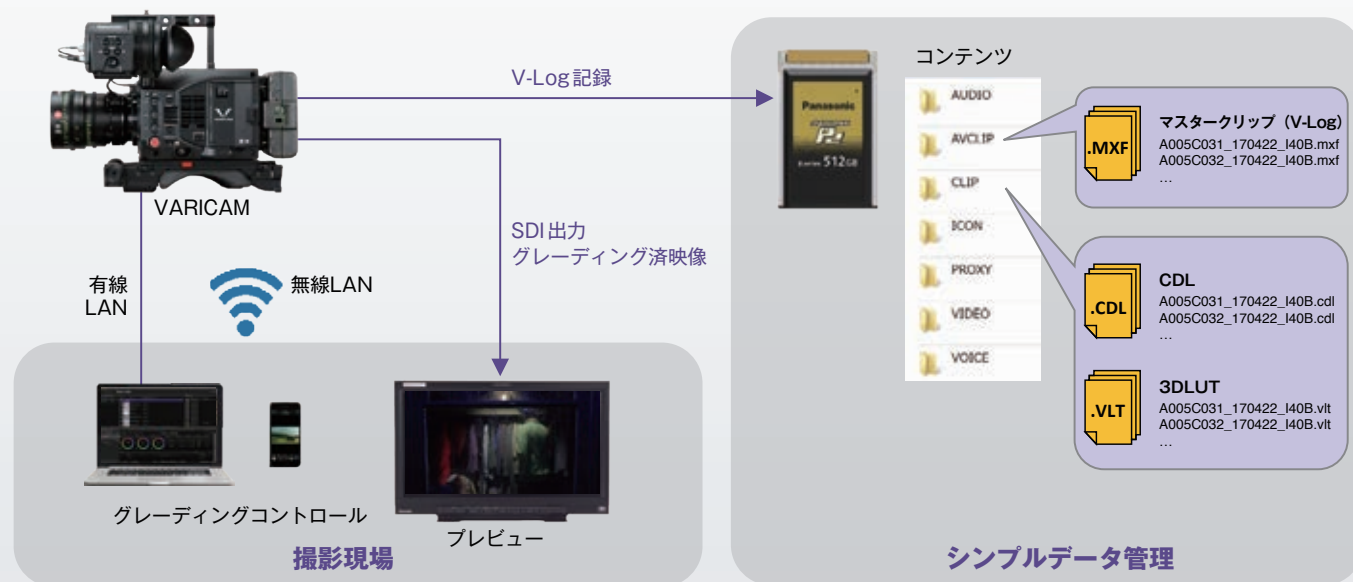 V-Log記録
VARICAM
SDI出力
グレーディング済映像
有線
LAN
無線LAN
グレーディングコントロール
プレビュー
撮影現場
コンテンツ
Panasonic
P2
512GB
AUDIO
AVCLIP
CLIP
ICON
PROXY
VIDEO
VOICE
.MXF
マスタークリップ（V-Log）
A005C031_170422_I40B.mxf
A005C032_170422_I40B.mxf
…
.CDL
CDL
A005C031_170422_I40B.cdl
A005C032_170422_I40B.cdl
…
.VLT
3DLUT
A005C031_170422_I40B.vlt
A005C032_170422_I40B.vlt
…
シンプルデータ管理